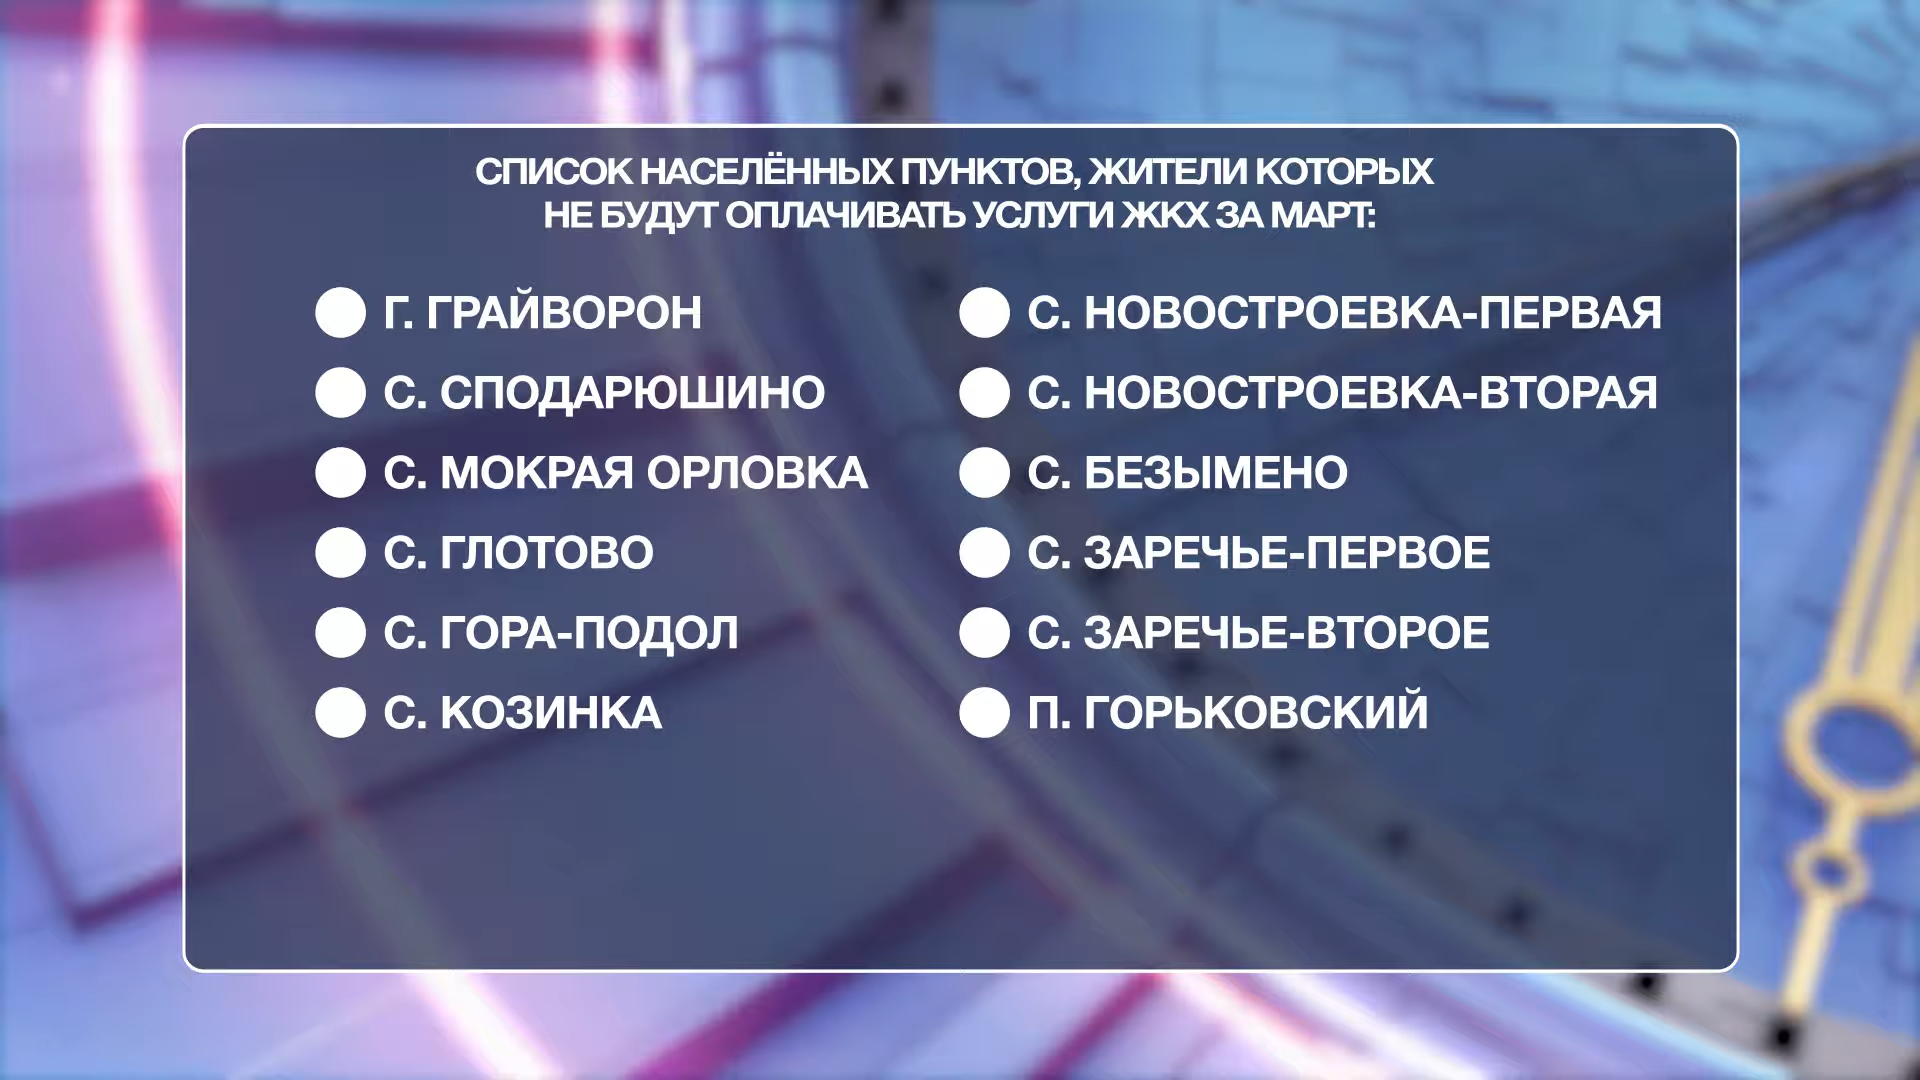 СПИСОК НАСЕЛЁННЫХ ПУНКТОВ, ЖИТЕЛИ КОТОРЫХ
НЕ БУДУТ ОПЛАЧИВАТЬ УСЛУГИ ЖКХ ЗА МАРТ:
Г. ГРАЙВОРОН
С. СПОДАРЮШИНО
С. МОКРАЯ ОРЛОВКА
С. ГЛОТОВО
С. ГОРА-ПОДОЛ
С. КОЗИНКА
С. НОВОСТРОЕВКА-ПЕРВАЯ
С. НОВОСТРОЕВКА-ВТОРАЯ
С. БЕЗЫМЕНО
С. ЗАРЕЧЬЕ-ПЕРВОЕ
С. ЗАРЕЧЬЕ-ВТОРОЕ
П. ГОРЬКОВСКИЙ